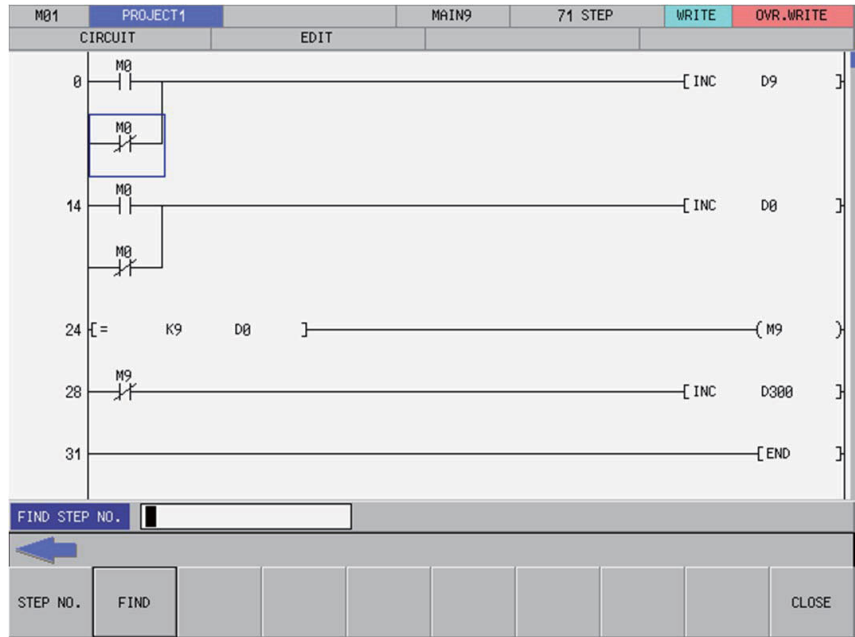 M01 PROJECT1 MAIN9 71 STEP WRITE OVR.WRITE
CIRCUIT EDIT
M0
0 [ INC D9 ]
M0
M0
14 [ INC D0 ]
M0
24 [= K9 D0 ] ( M9 )
M9
28 [ INC D300 ]
31 [ END ]
FIND STEP NO.
STEP NO. FIND CLOSE